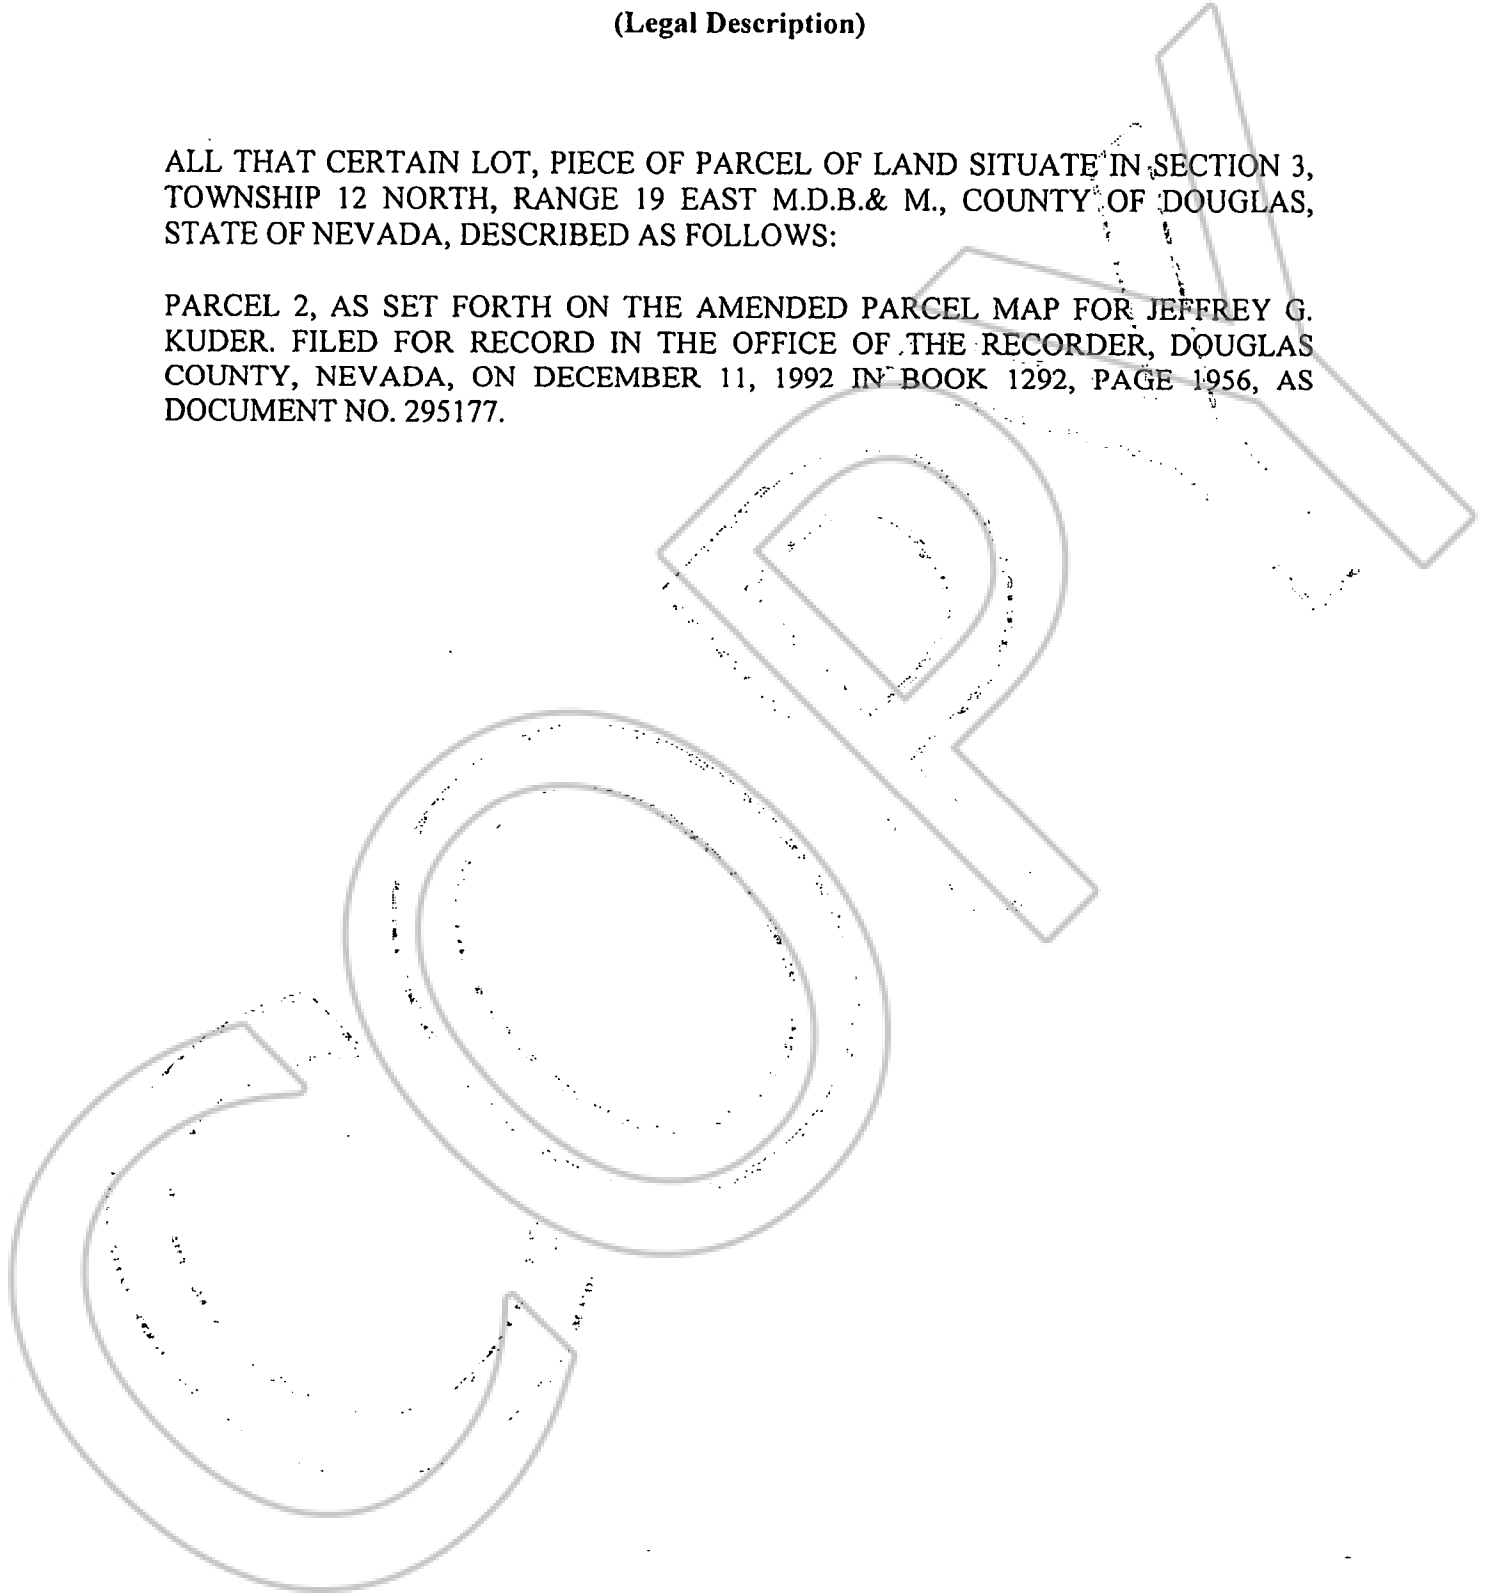 (Legal Description)
ALL THAT CERTAIN LOT, PIECE OF PARCEL OF LAND SITUATE IN SECTION 3,
TOWNSHIP 12 NORTH, RANGE 19 EAST M.D.B.& M., COUNTY OF DOUGLAS,
STATE OF NEVADA, DESCRIBED AS FOLLOWS:
PARCEL 2, AS SET FORTH ON THE AMENDED PARCEL MAP FOR JEFFREY G.
KUDER. FILED FOR RECORD IN THE OFFICE OF THE RECORDER, DOUGLAS
COUNTY, NEVADA, ON DECEMBER 11, 1992 IN BOOK 1292, PAGE 1956, AS
DOCUMENT NO. 295177.
COPY